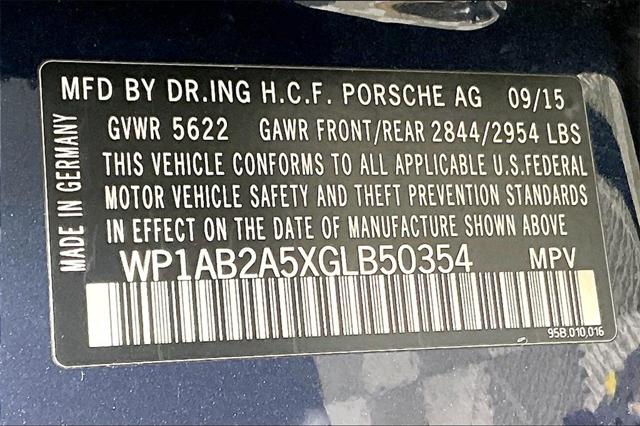 MFD BY DR.ING H.C.F. PORSCHE AG 09/15
GVWR 5622 GAWR FRONT/REAR 2844/2954 LBS
THIS VEHICLE CONFORMS TO ALL APPLICABLE U.S.FEDERAL
MOTOR VEHICLE SAFETY AND THEFT PREVENTION STANDARDS
IN EFFECT ON THE DATE OF MANUFACTURE SHOWN ABOVE
WP1AB2A5XGLB50354 MPV
95B.010.016
MADE IN GERMANY